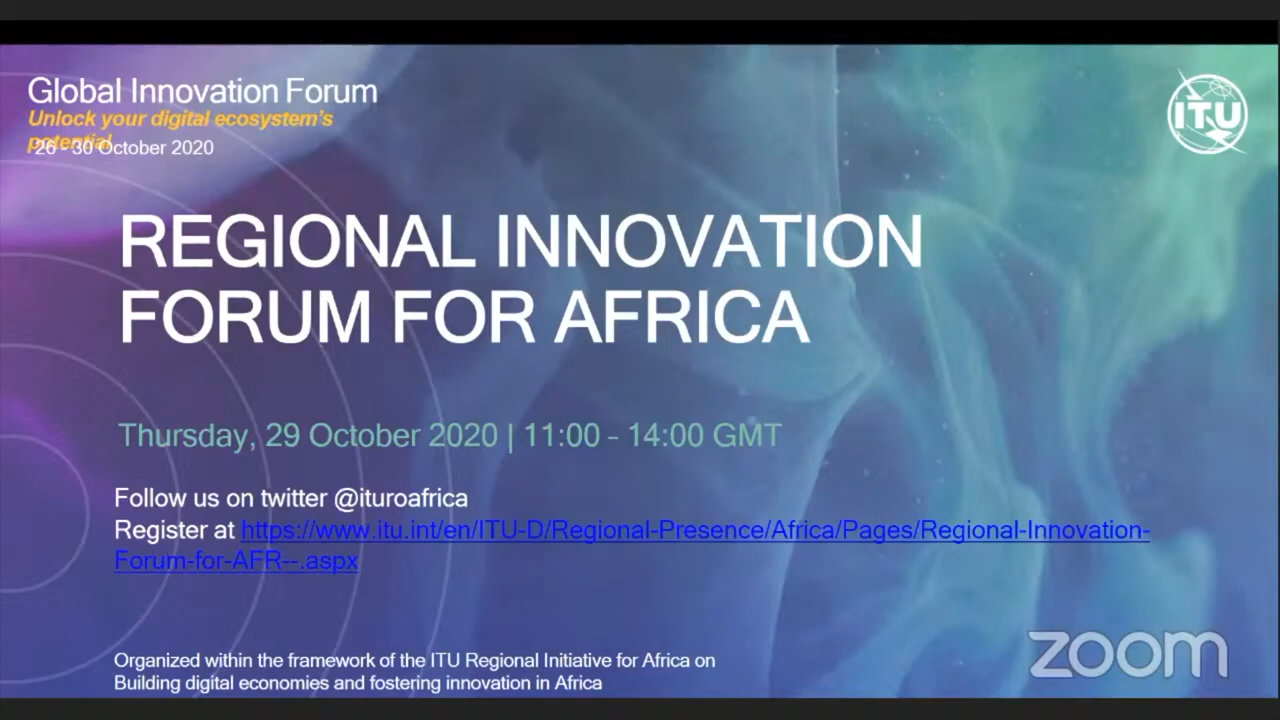 Global Innovation Forum
Unlock your digital ecosystem's
potential
26 - 30 October 2020
ITU
REGIONAL INNOVATION
FORUM FOR AFRICA
Thursday, 29 October 2020 | 11:00 – 14:00 GMT
Follow us on twitter @ituroafrica
Register at https://www.itu.int/en/ITU-D/Regional-Presence/Africa/Pages/Regional-Innovation-
Forum-for-AFR--.aspx
zoom
Organized within the framework of the ITU Regional Initiative for Africa on
Building digital economies and fostering innovation in Africa